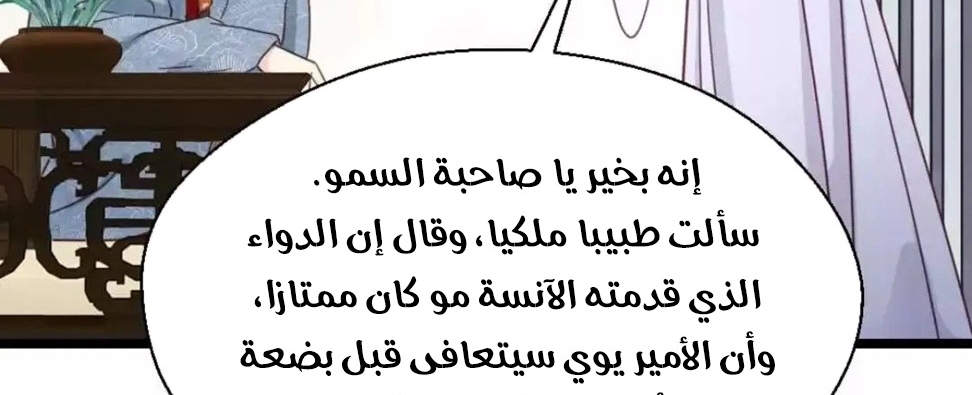 إنه بخير يا صاحبة السمو.
سألت طبيبا ملكيا، وقال إن الدواء
الذي قدمته الآنسة مو كان ممتازا،
وأن الأمير يوي سيتعافى قبل بضعة